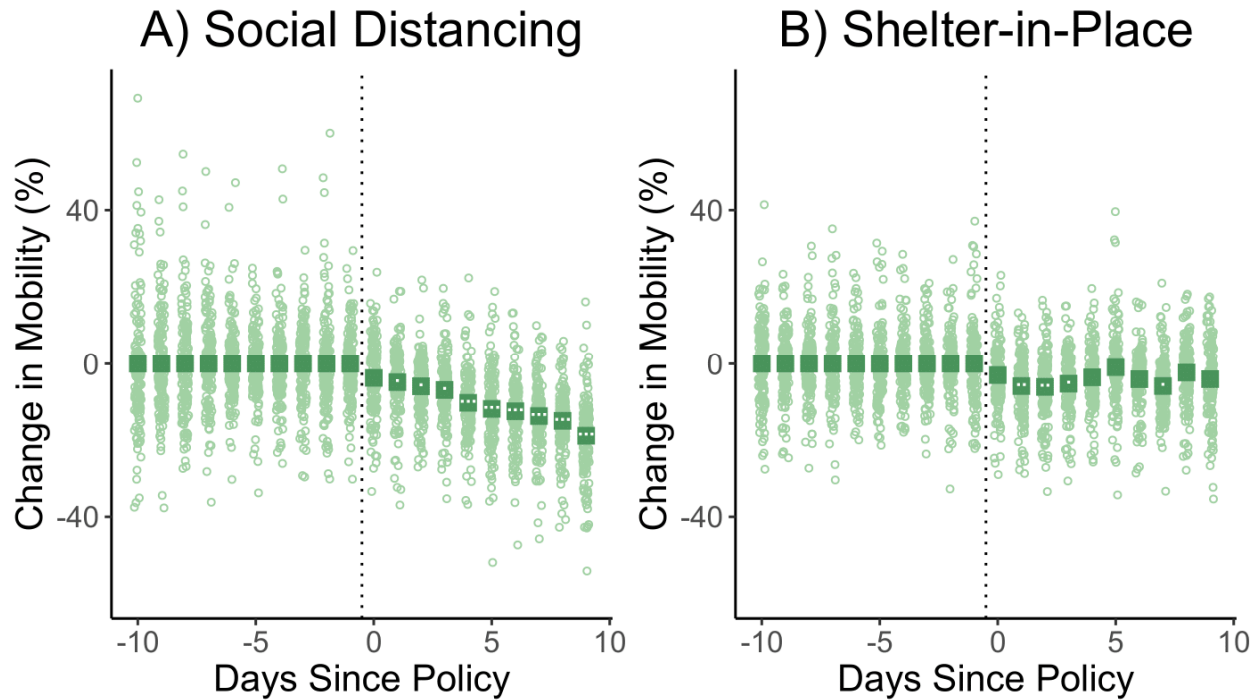 A) Social Distancing
Change in Mobility (%)
40
0
-40
-10
-5
0
5
10
Days Since Policy
B) Shelter-in-Place
Change in Mobility (%)
40
0
-40
-10
-5
0
5
10
Days Since Policy